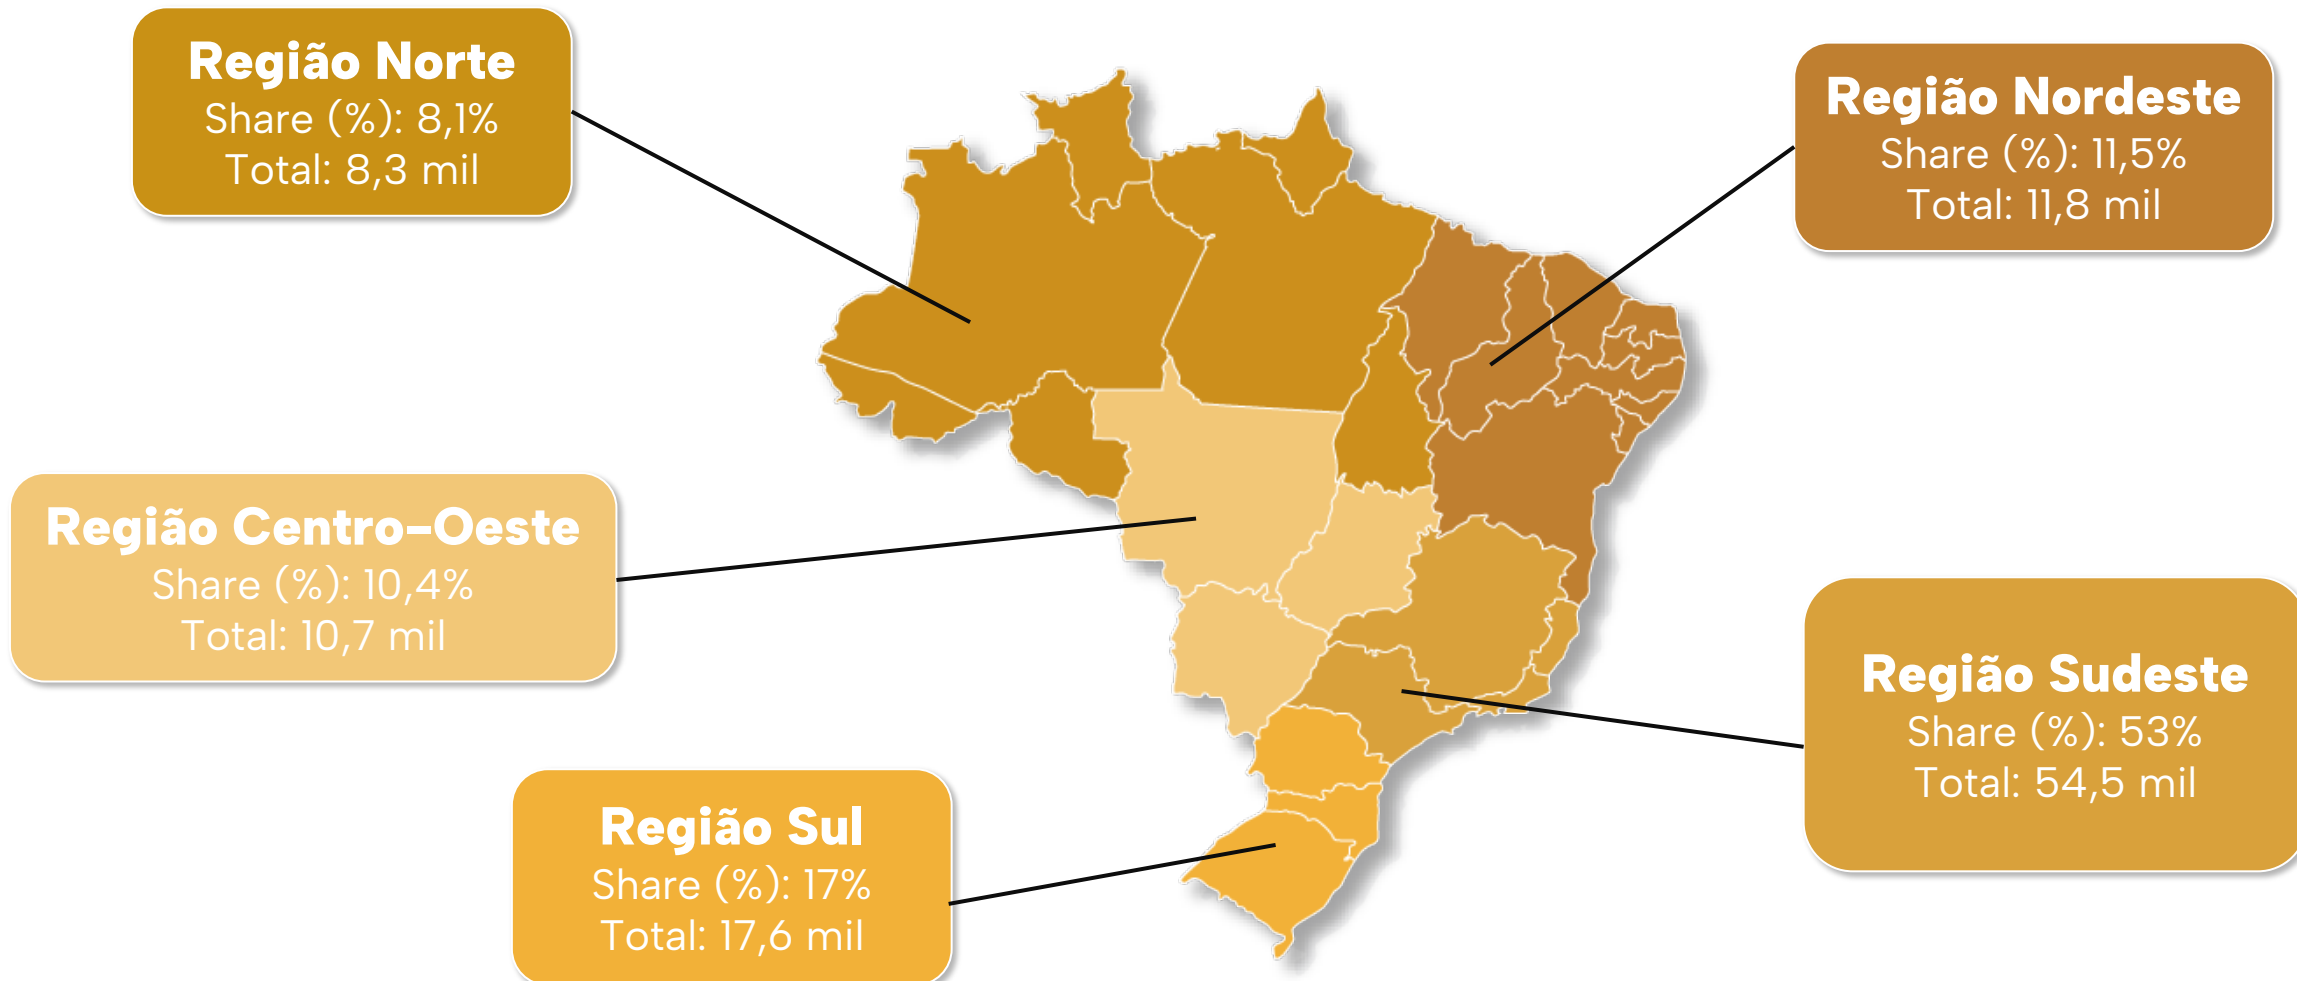 Região Norte
Share (%): 8,1%
Total: 8,3 mil
Região Nordeste
Share (%): 11,5%
Total: 11,8 mil
Região Centro-Oeste
Share (%): 10,4%
Total: 10,7 mil
Região Sudeste
Share (%): 53%
Total: 54,5 mil
Região Sul
Share (%): 17%
Total: 17,6 mil